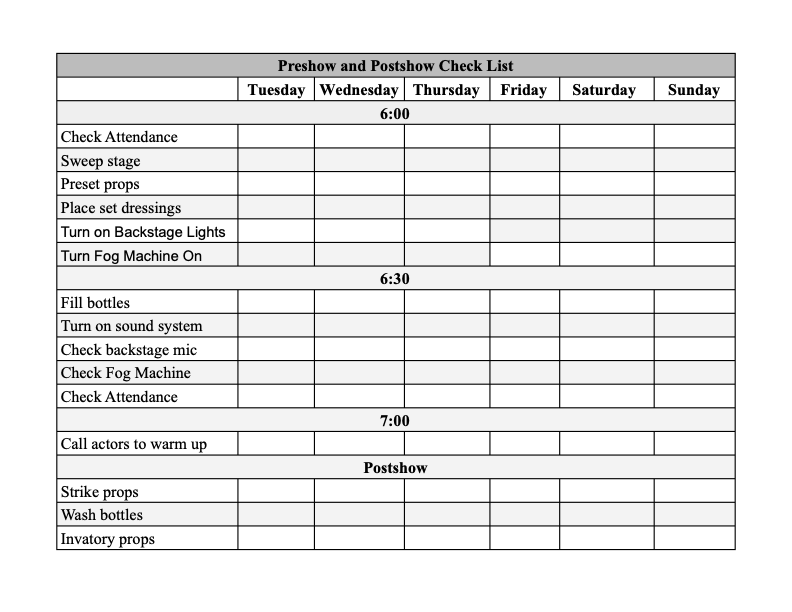 Preshow and Postshow Check List
Tuesday Wednesday Thursday Friday Saturday Sunday
6:00
Check Attendance
Sweep stage
Preset props
Place set dressings
Turn on Backstage Lights
Turn Fog Machine On
6:30
Fill bottles
Turn on sound system
Check backstage mic
Check Fog Machine
Check Attendance
7:00
Call actors to warm up
Postshow
Strike props
Wash bottles
Invatory props